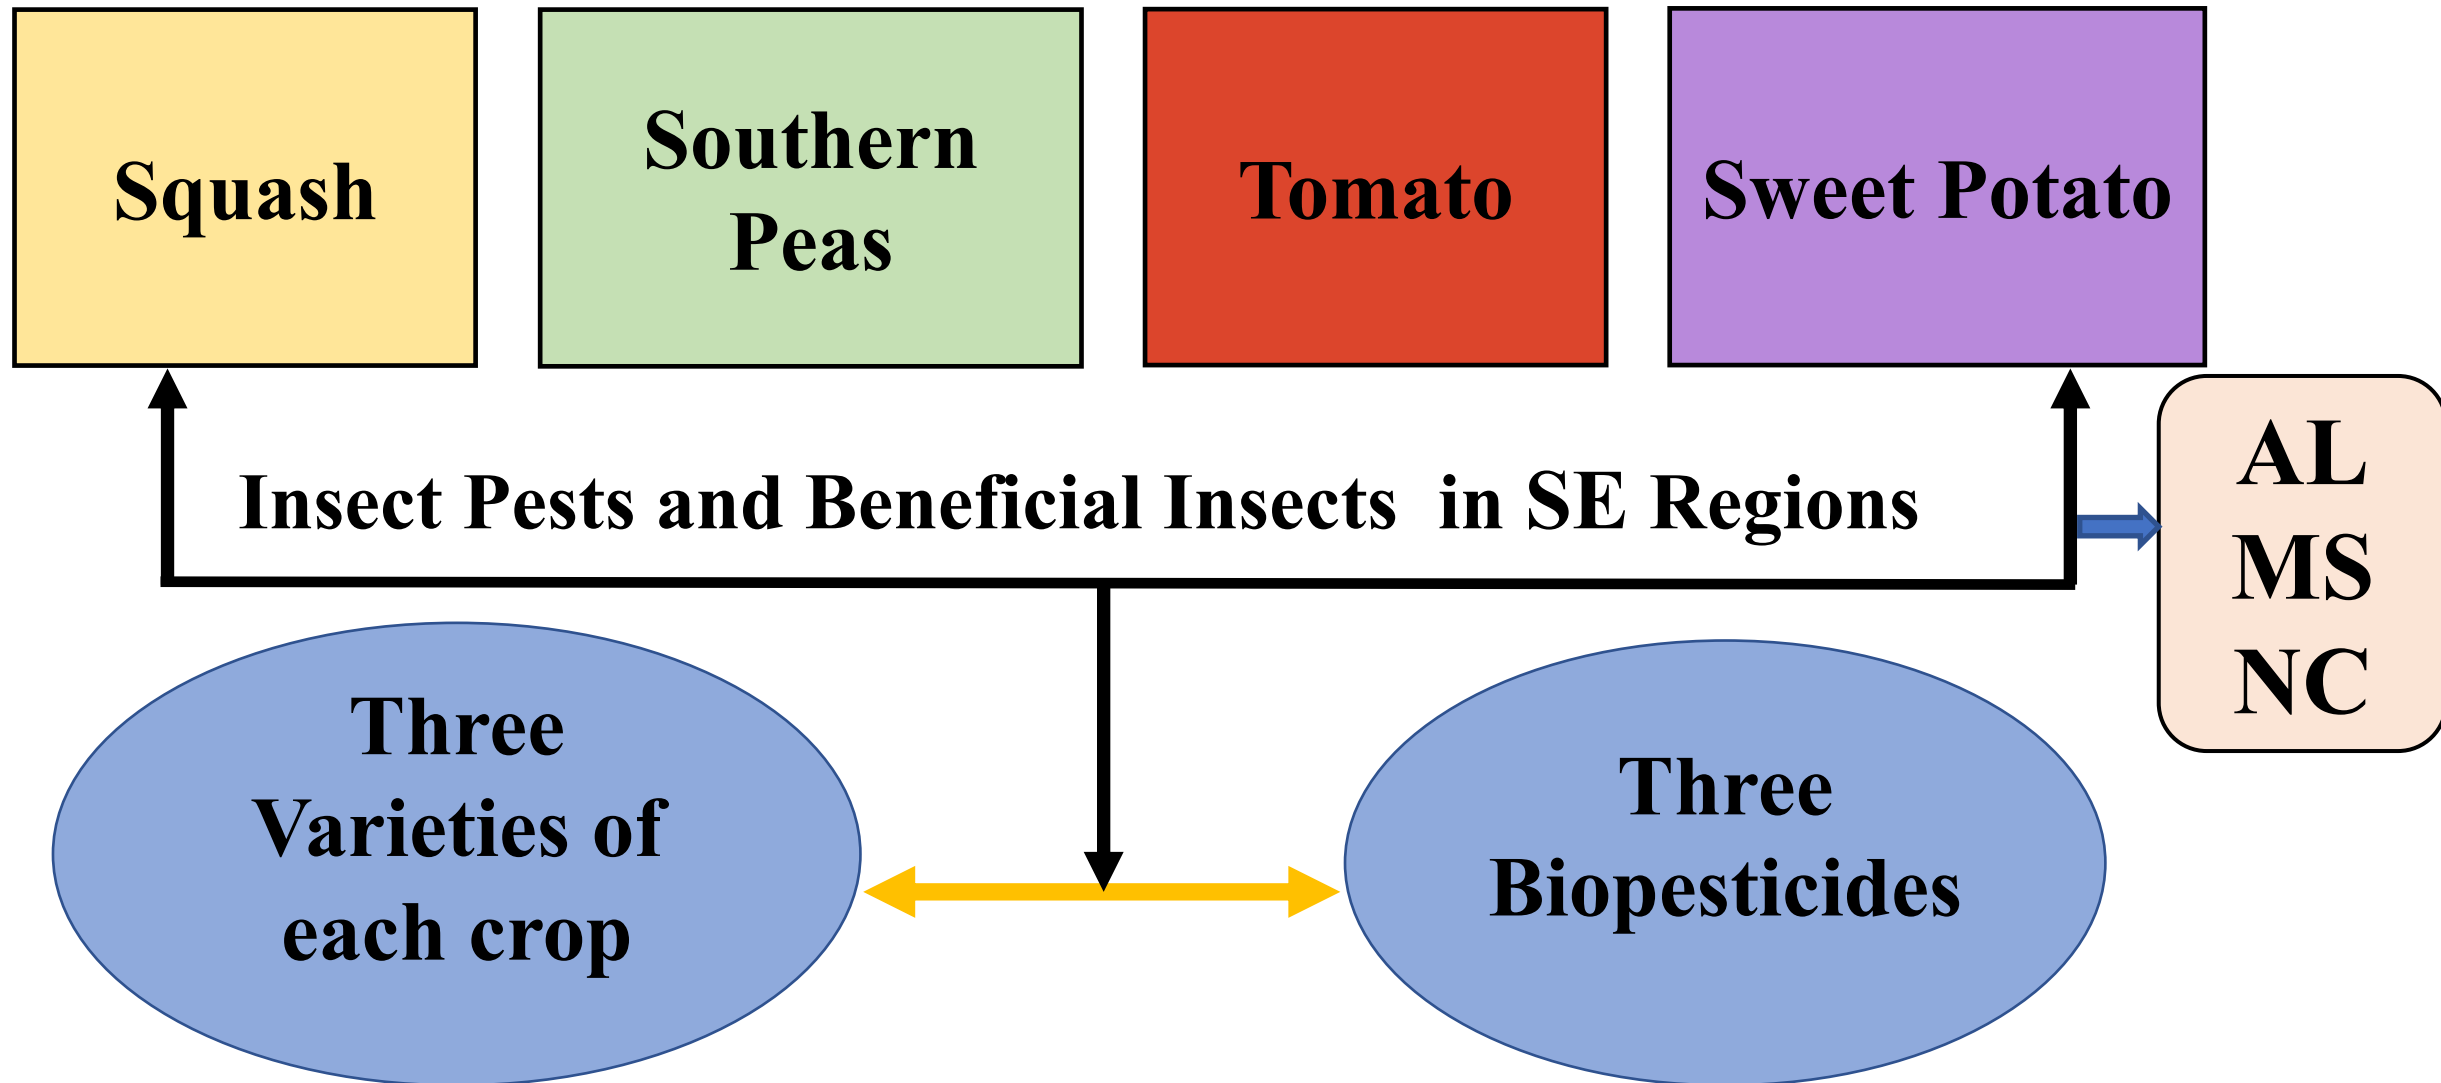 Squash
Southern
Peas
Tomato
Sweet Potato
Insect Pests and Beneficial Insects in SE Regions
AL
MS
NC
Three
Varieties of
each crop
Three
Biopesticides